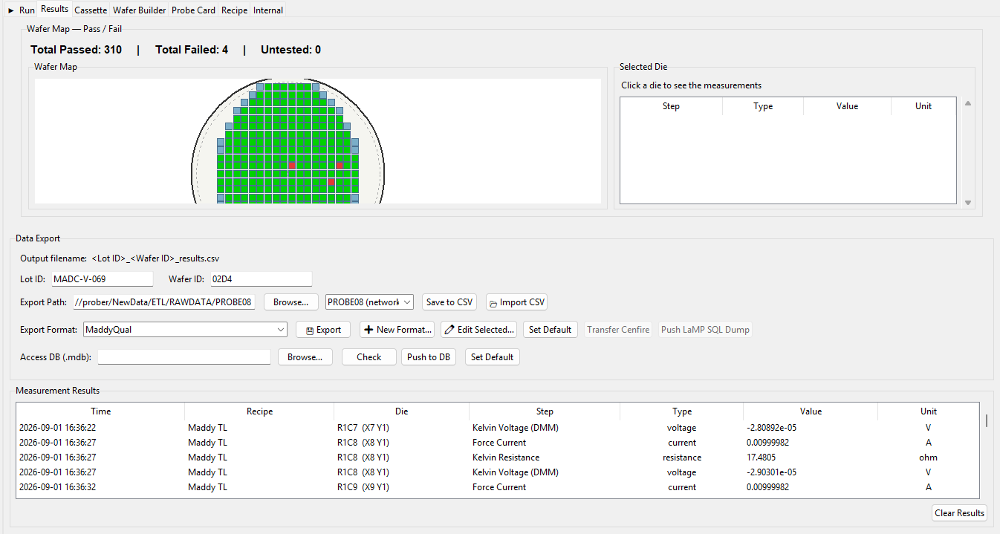 Run Results Cassette Wafer Builder Probe Card Recipe Internal
Wafer Map — Pass / Fail
Total Passed: 310 | Total Failed: 4 | Untested: 0
Wafer Map
Selected Die
Click a die to see the measurements
Step Type Value Unit
Data Export
Output filename: <Lot ID>_<Wafer ID>_results.csv
Lot ID: MADC-V-069 Wafer ID: 02D4
Export Path: //prober/NewData/ETL/RAWDATA/PROBE08 Browse... PROBE08 (network Save to CSV Import CSV
Export Format: MaddyQual Export New Format... Edit Selected... Set Default Transfer Cenfire Push LaMP SQL Dump
Access DB (.mdb): Browse... Check Push to DB Set Default
Measurement Results
Time Recipe Die Step Type Value Unit
2026-09-01 16:36:22 Maddy TL R1C7 (X7 Y1) Kelvin Voltage (DMM) voltage -2.80892e-05 V
2026-09-01 16:36:27 Maddy TL R1C8 (X8 Y1) Force Current current 0.00999982 A
2026-09-01 16:36:27 Maddy TL R1C8 (X8 Y1) Kelvin Resistance resistance 17.4805 ohm
2026-09-01 16:36:27 Maddy TL R1C8 (X8 Y1) Kelvin Voltage (DMM) voltage -2.90301e-05 V
2026-09-01 16:36:32 Maddy TL R1C9 (X9 Y1) Force Current current 0.00999982 A
Clear Results